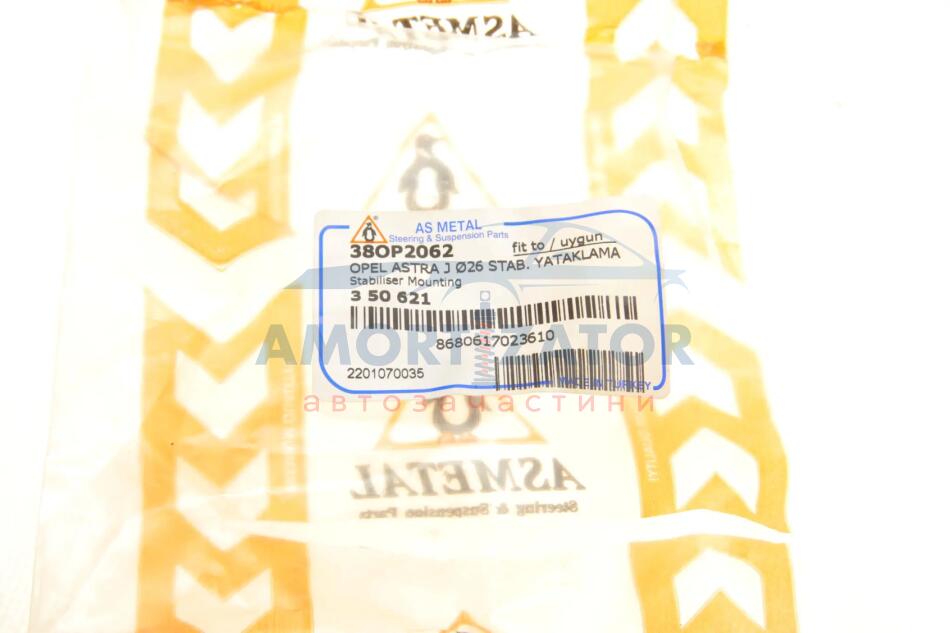 ASMETAL
AS METAL
Steering & Suspension Parts
38OP2062
fit to / uygun
OPEL ASTRA J Ø26 STAB. YATAKLAMA
Stabiliser Mounting
3 50 621
8680617023610
AMORTIZATOR
2201070035
MADE IN TURKEY
автозапчастини
ASMETAL
Steering & Suspension Parts